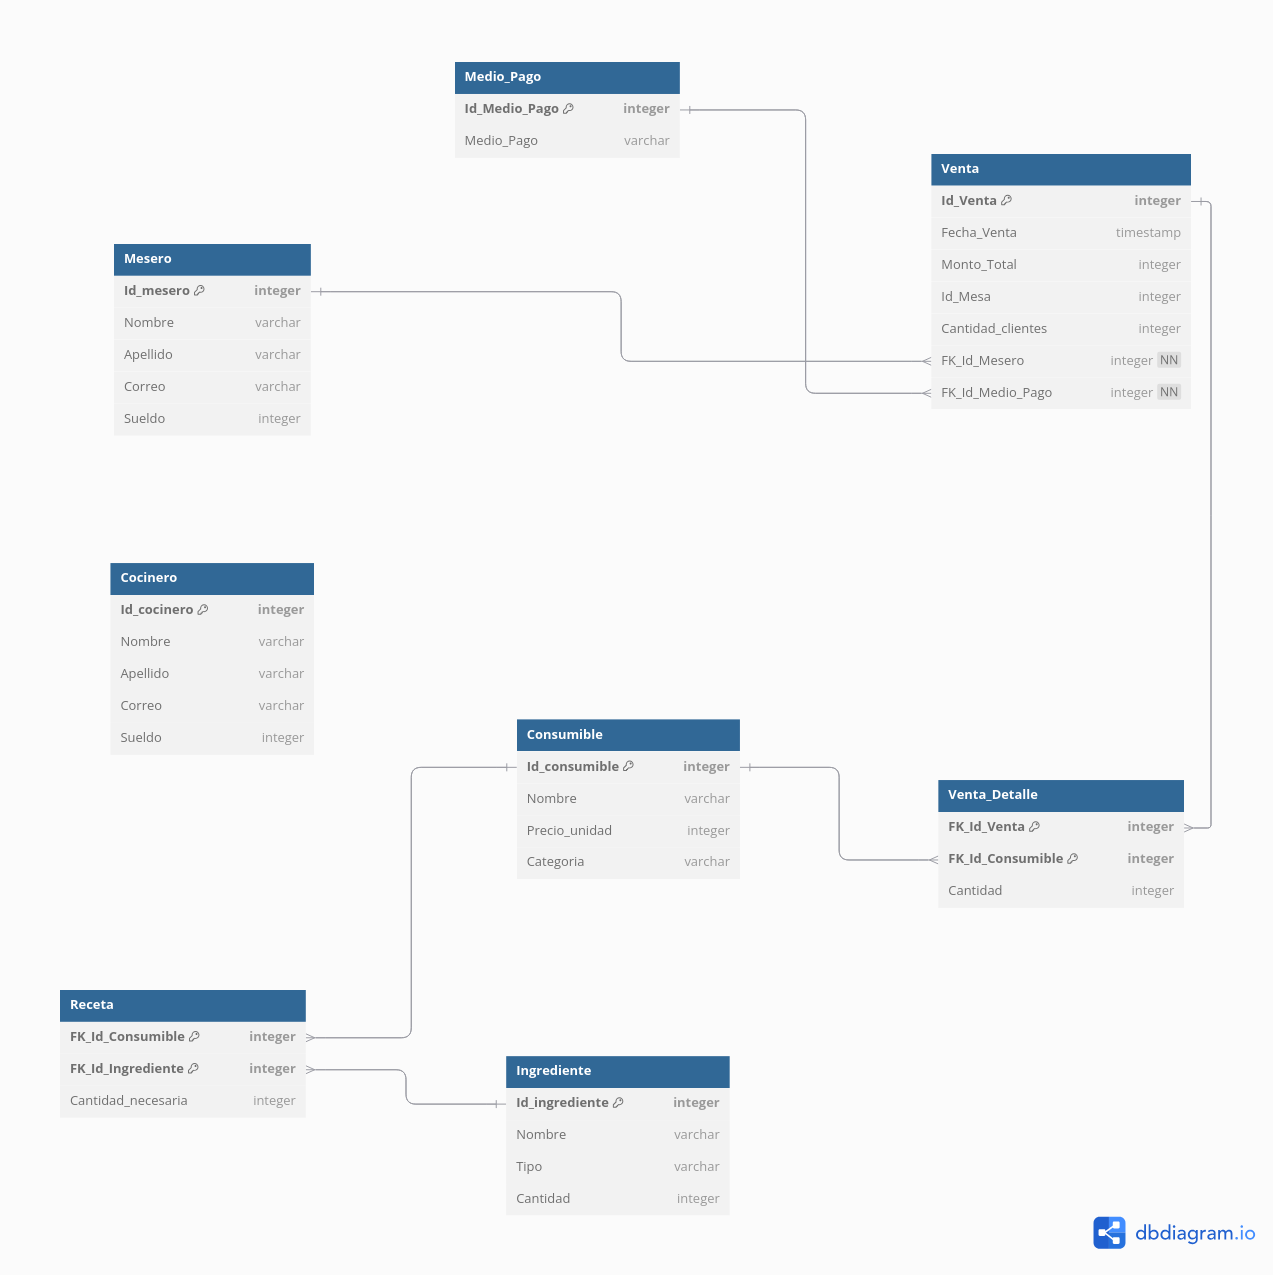 Medio_Pago
Id_Medio_Pago integer
Medio_Pago varchar
Venta
Id_Venta integer
Fecha_Venta timestamp
Monto_Total integer
Id_Mesa integer
Cantidad_clientes integer
FK_Id_Mesero integer NN
FK_Id_Medio_Pago integer NN
Mesero
Id_mesero integer
Nombre varchar
Apellido varchar
Correo varchar
Sueldo integer
Cocinero
Id_cocinero integer
Nombre varchar
Apellido varchar
Correo varchar
Sueldo integer
Consumible
Id_consumible integer
Nombre varchar
Precio_unidad integer
Categoria varchar
Venta_Detalle
FK_Id_Venta integer
FK_Id_Consumible integer
Cantidad integer
Receta
FK_Id_Consumible integer
FK_Id_Ingrediente integer
Cantidad_necesaria integer
Ingrediente
Id_ingrediente integer
Nombre varchar
Tipo varchar
Cantidad integer
dbdiagram.io